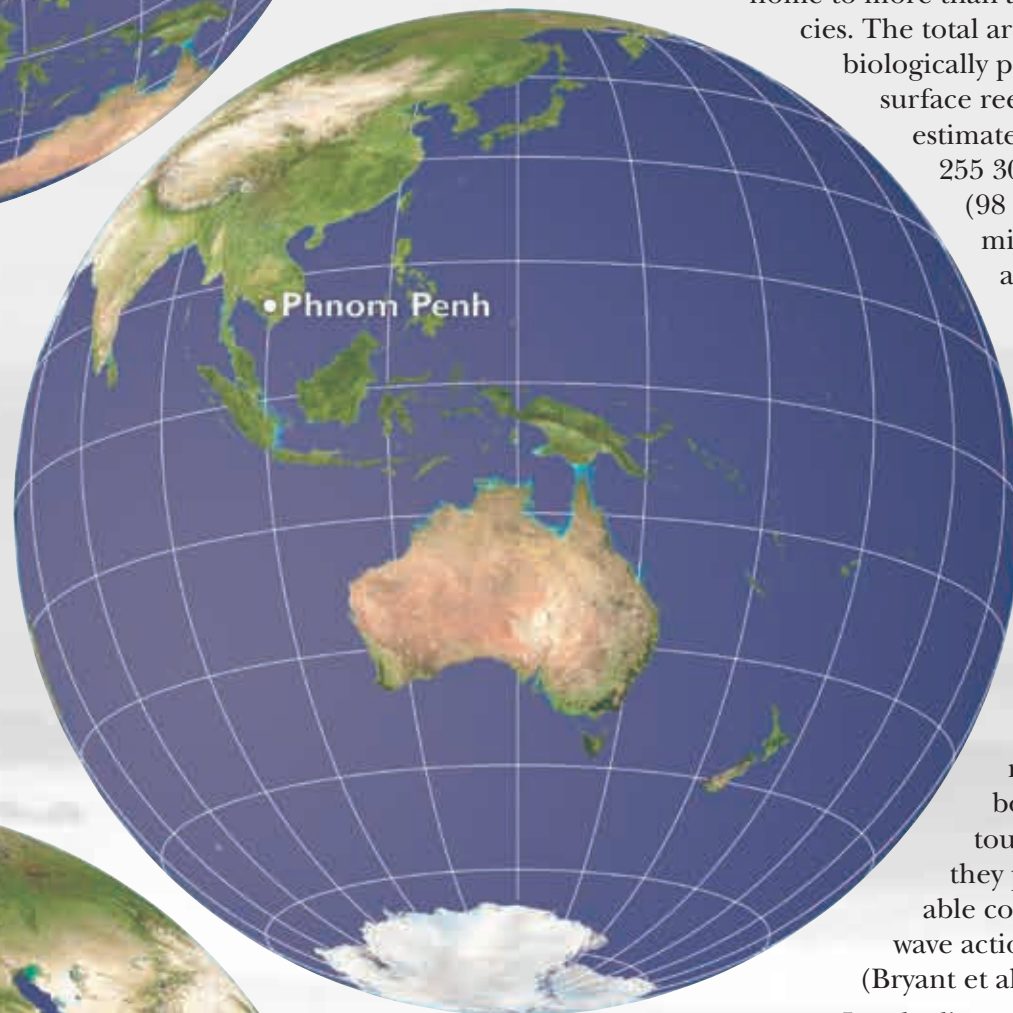 cies. The total ar
biologically p
surface ree
estimate
255 30
(98
mi
a
Phnom Penh
be
tou
they p
able co
wave actio
(Bryant et al